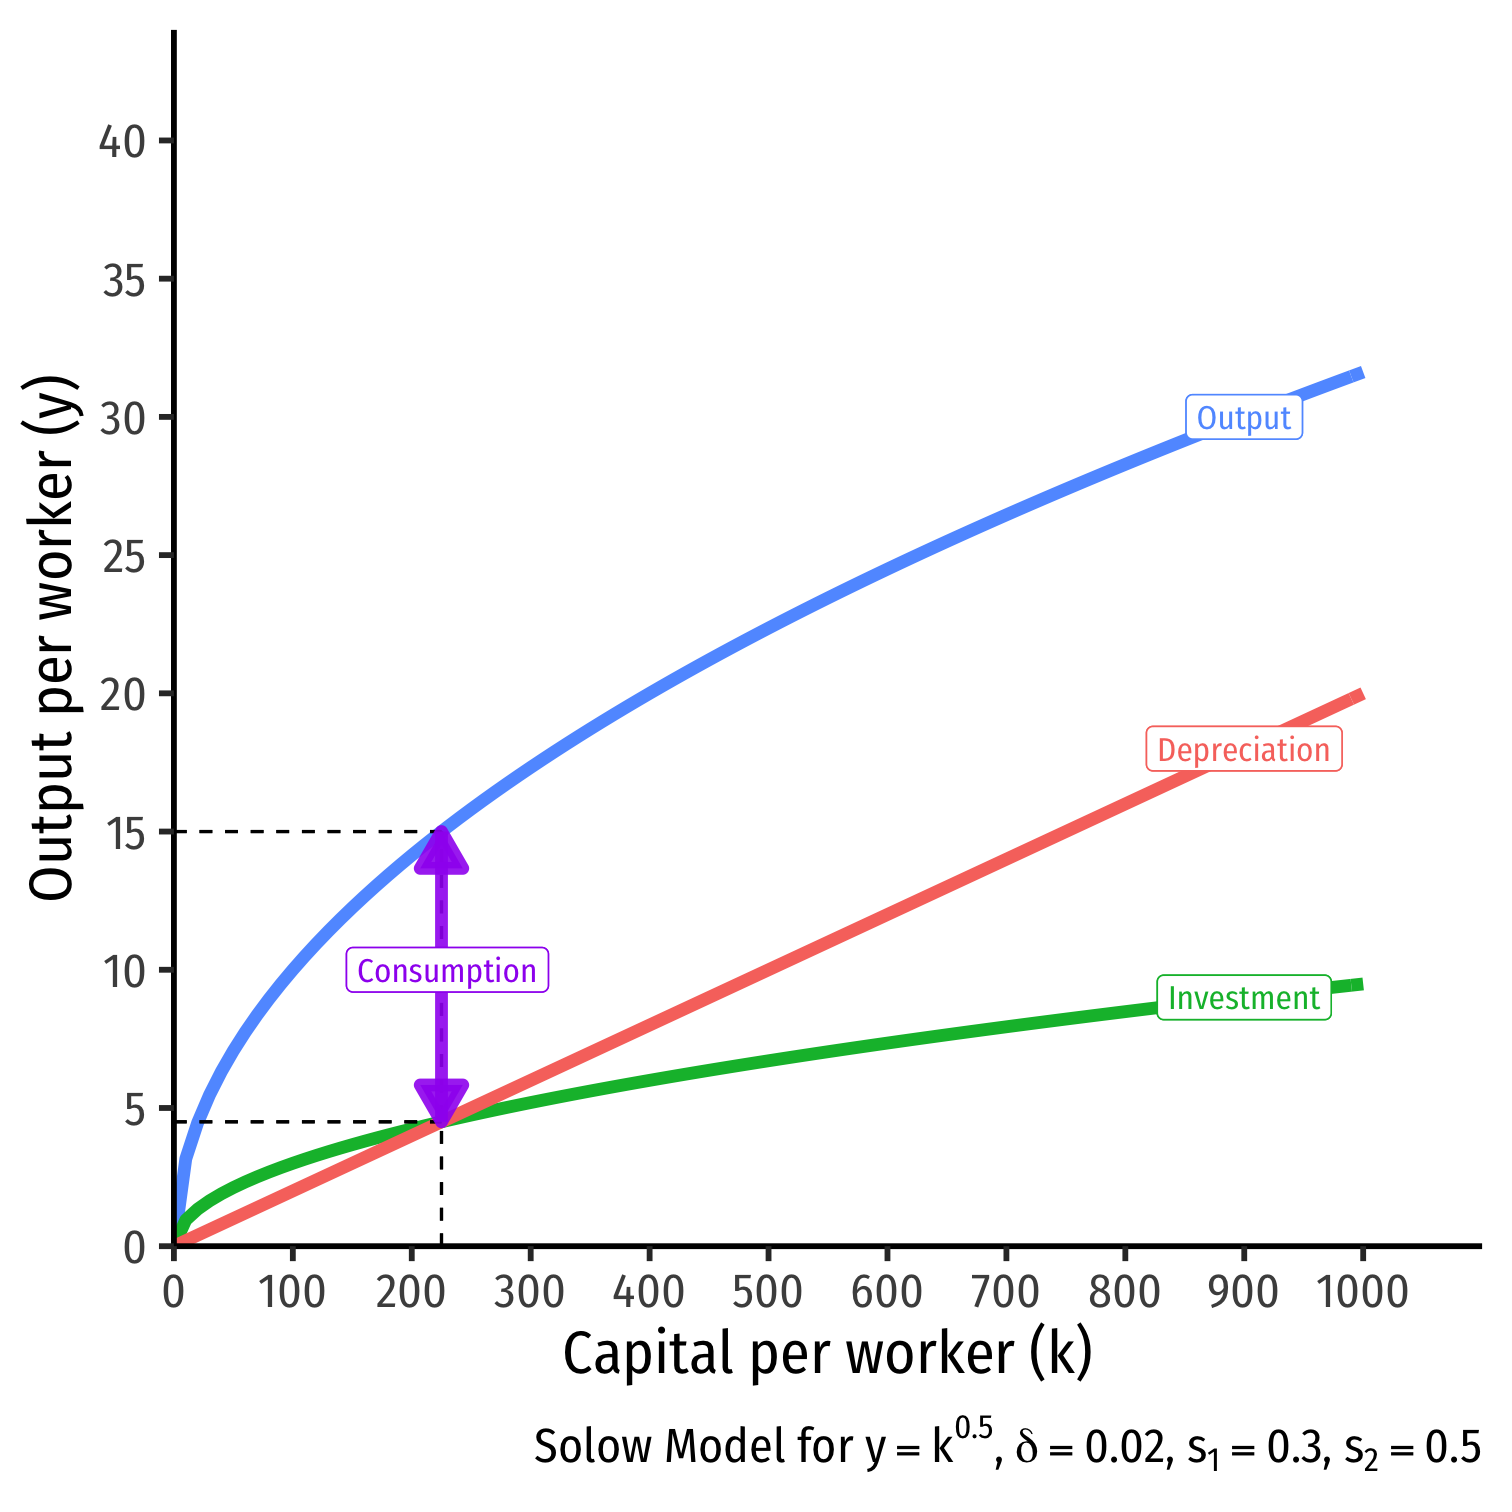 40
35
30
25
20
15
10
5
0
Output per worker (y)
Output
Depreciation
Consumption
Investment
0 100 200 300 400 500 600 700 800 900 1000
Capital per worker (k)
Solow Model for y = k^0.5, δ = 0.02, s₁ = 0.3, s₂ = 0.5